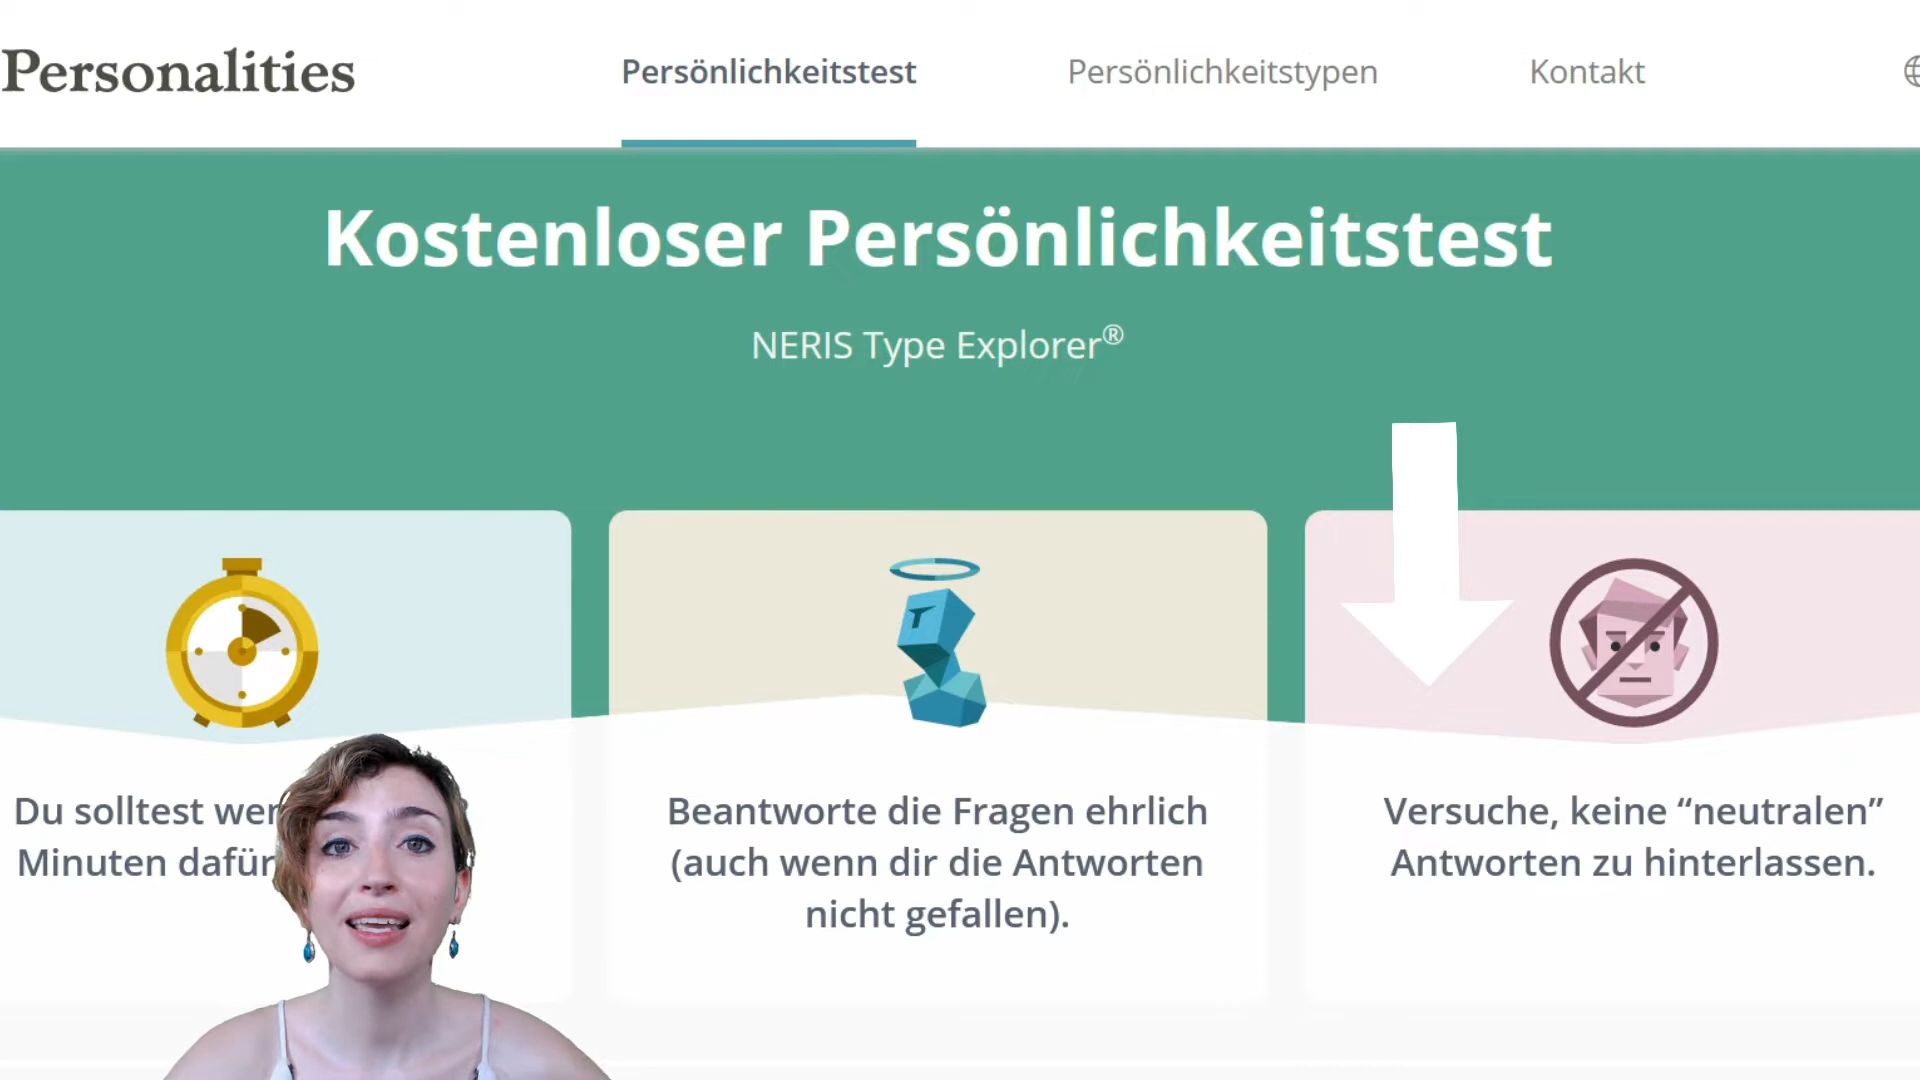 Personalities
Persönlichkeitstest
Persönlichkeitstypen
Kontakt
Kostenloser Persönlichkeitstest
NERIS Type Explorer®
Du solltest
Minuten dafür
Beantworte die Fragen ehrlich
(auch wenn dir die Antworten
nicht gefallen).
Versuche, keine “neutralen”
Antworten zu hinterlassen.